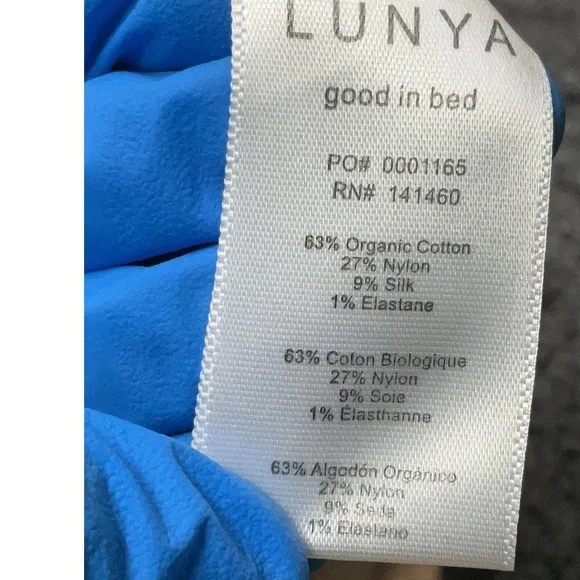 LUNYA
good in bed
PO# 0001165
RN# 141460
63% Organic Cotton
27% Nylon
9% Silk
1% Elastane
63% Coton Biologique
27% Nylon
9% Soie
1% Élasthanne
63% Algodón Orgánico
27% Nylon
9% Seda
1% Elastano